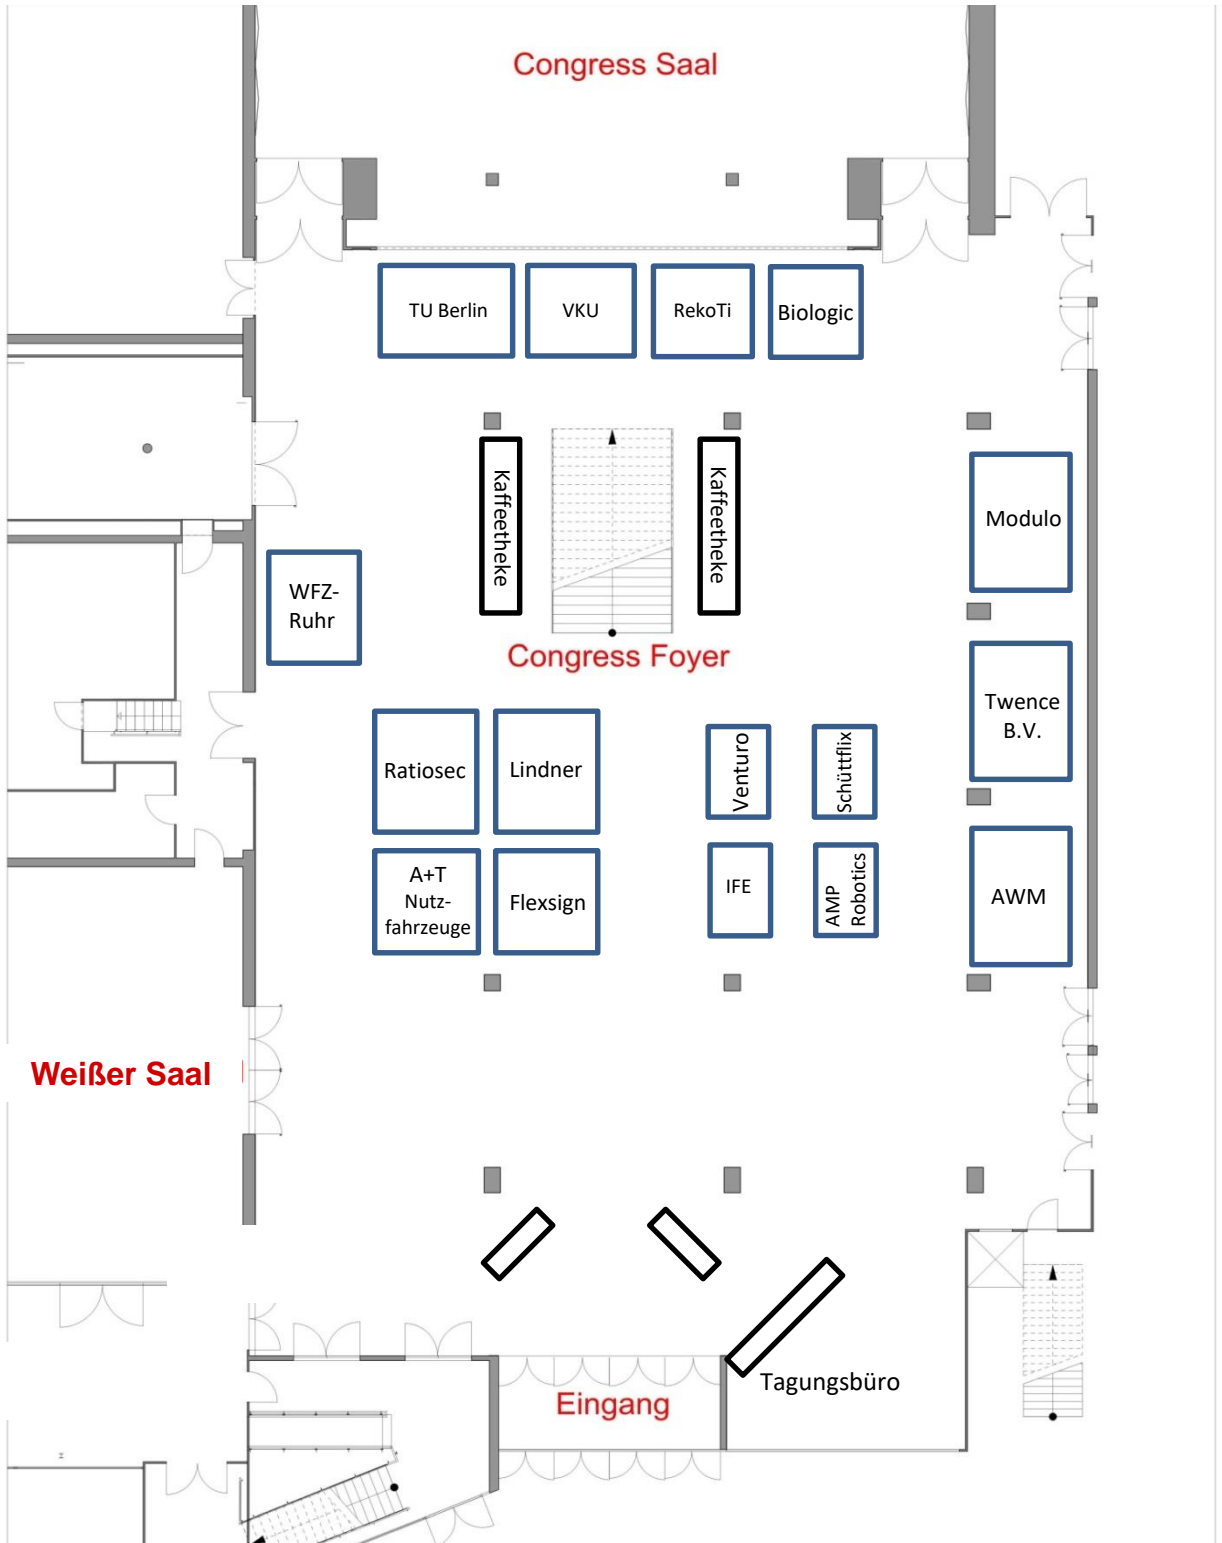 Congress Saal
TU Berlin
VKU
RekoTi
Biologic
Kaffeetheke
Kaffeetheke
Modulo
WFZ-
Ruhr
Congress Foyer
Twence
B.V.
Ratiosec
Lindner
Venturo
Schüttflix
A+T
Nutz-
fahrzeuge
Flexsign
IFE
AMP
Robotics
AWM
Weißer Saal
Tagungsbüro
Eingang